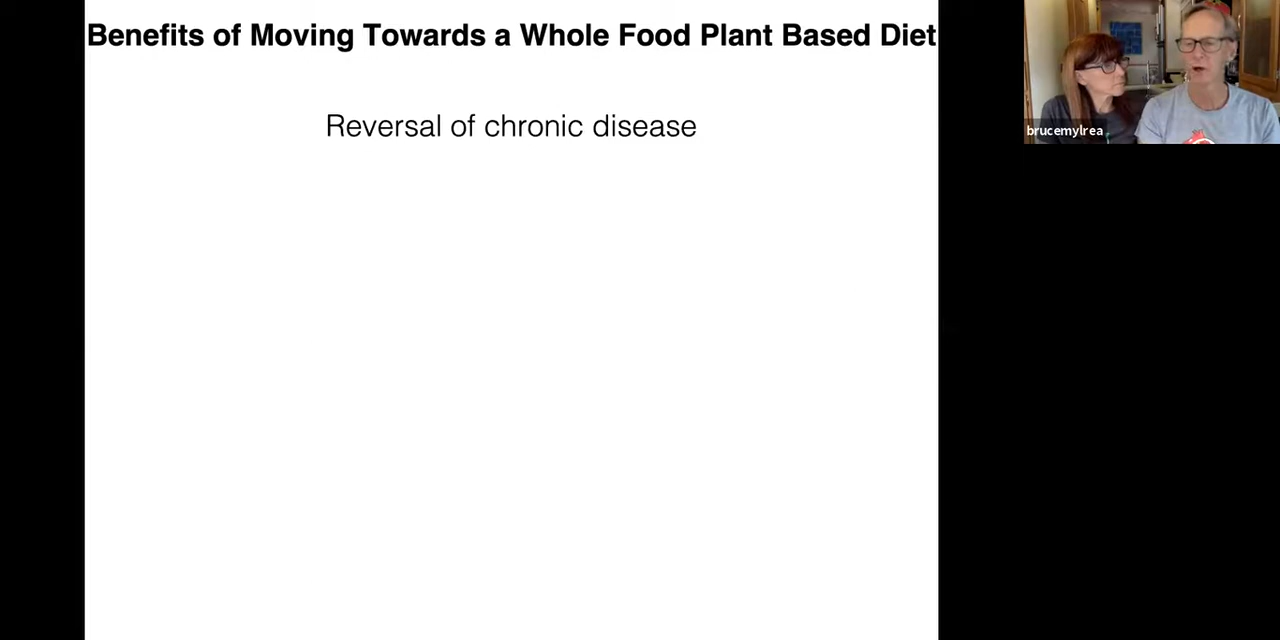 Benefits of Moving Towards a Whole Food Plant Based Diet
Reversal of chronic disease
brucemylrea